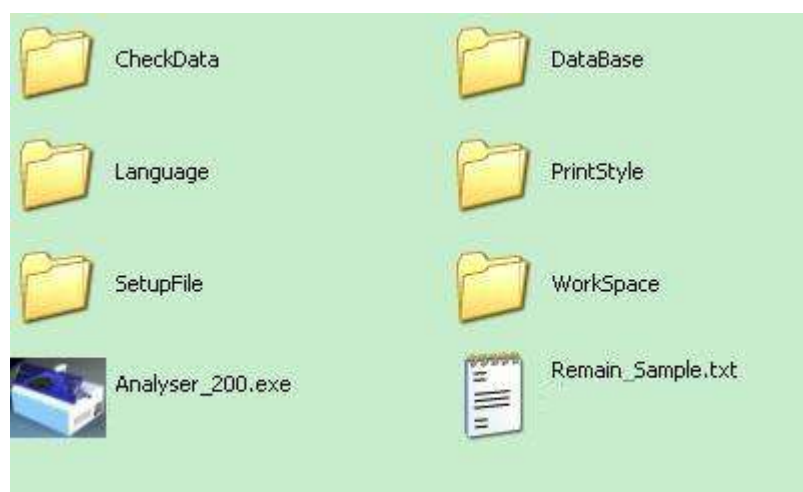 CheckData
DataBase
Language
PrintStyle
SetupFile
WorkSpace
Analyser_200.exe
Remain_Sample.txt